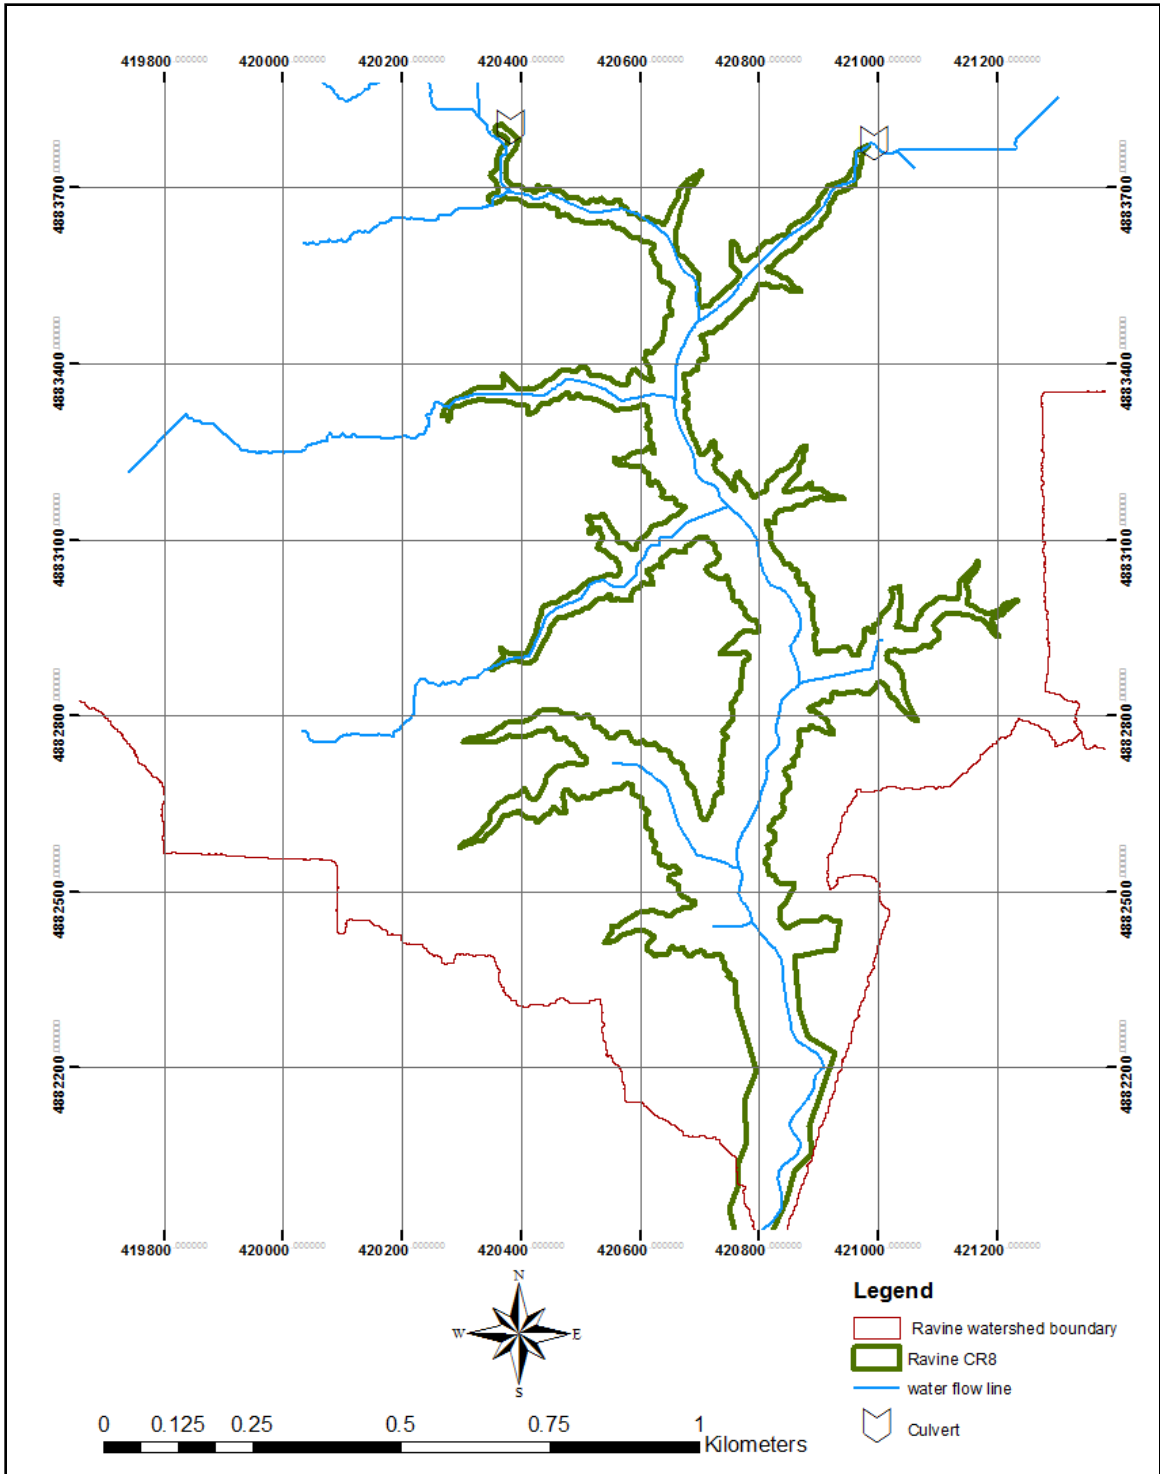 419800 420000 420200 420400 420600 420800 421000 421200
4883700 4883700
4883400 4883400
4883100 4883100
4882800 4882800
4882500 4882500
4882200 4882200
419800 420000 420200 420400 420600 420800 421000 421200
N
W E
S
Legend
Ravine watershed boundary
Ravine CR8
water flow line
Culvert
0 0.125 0.25 0.5 0.75 1
Kilometers